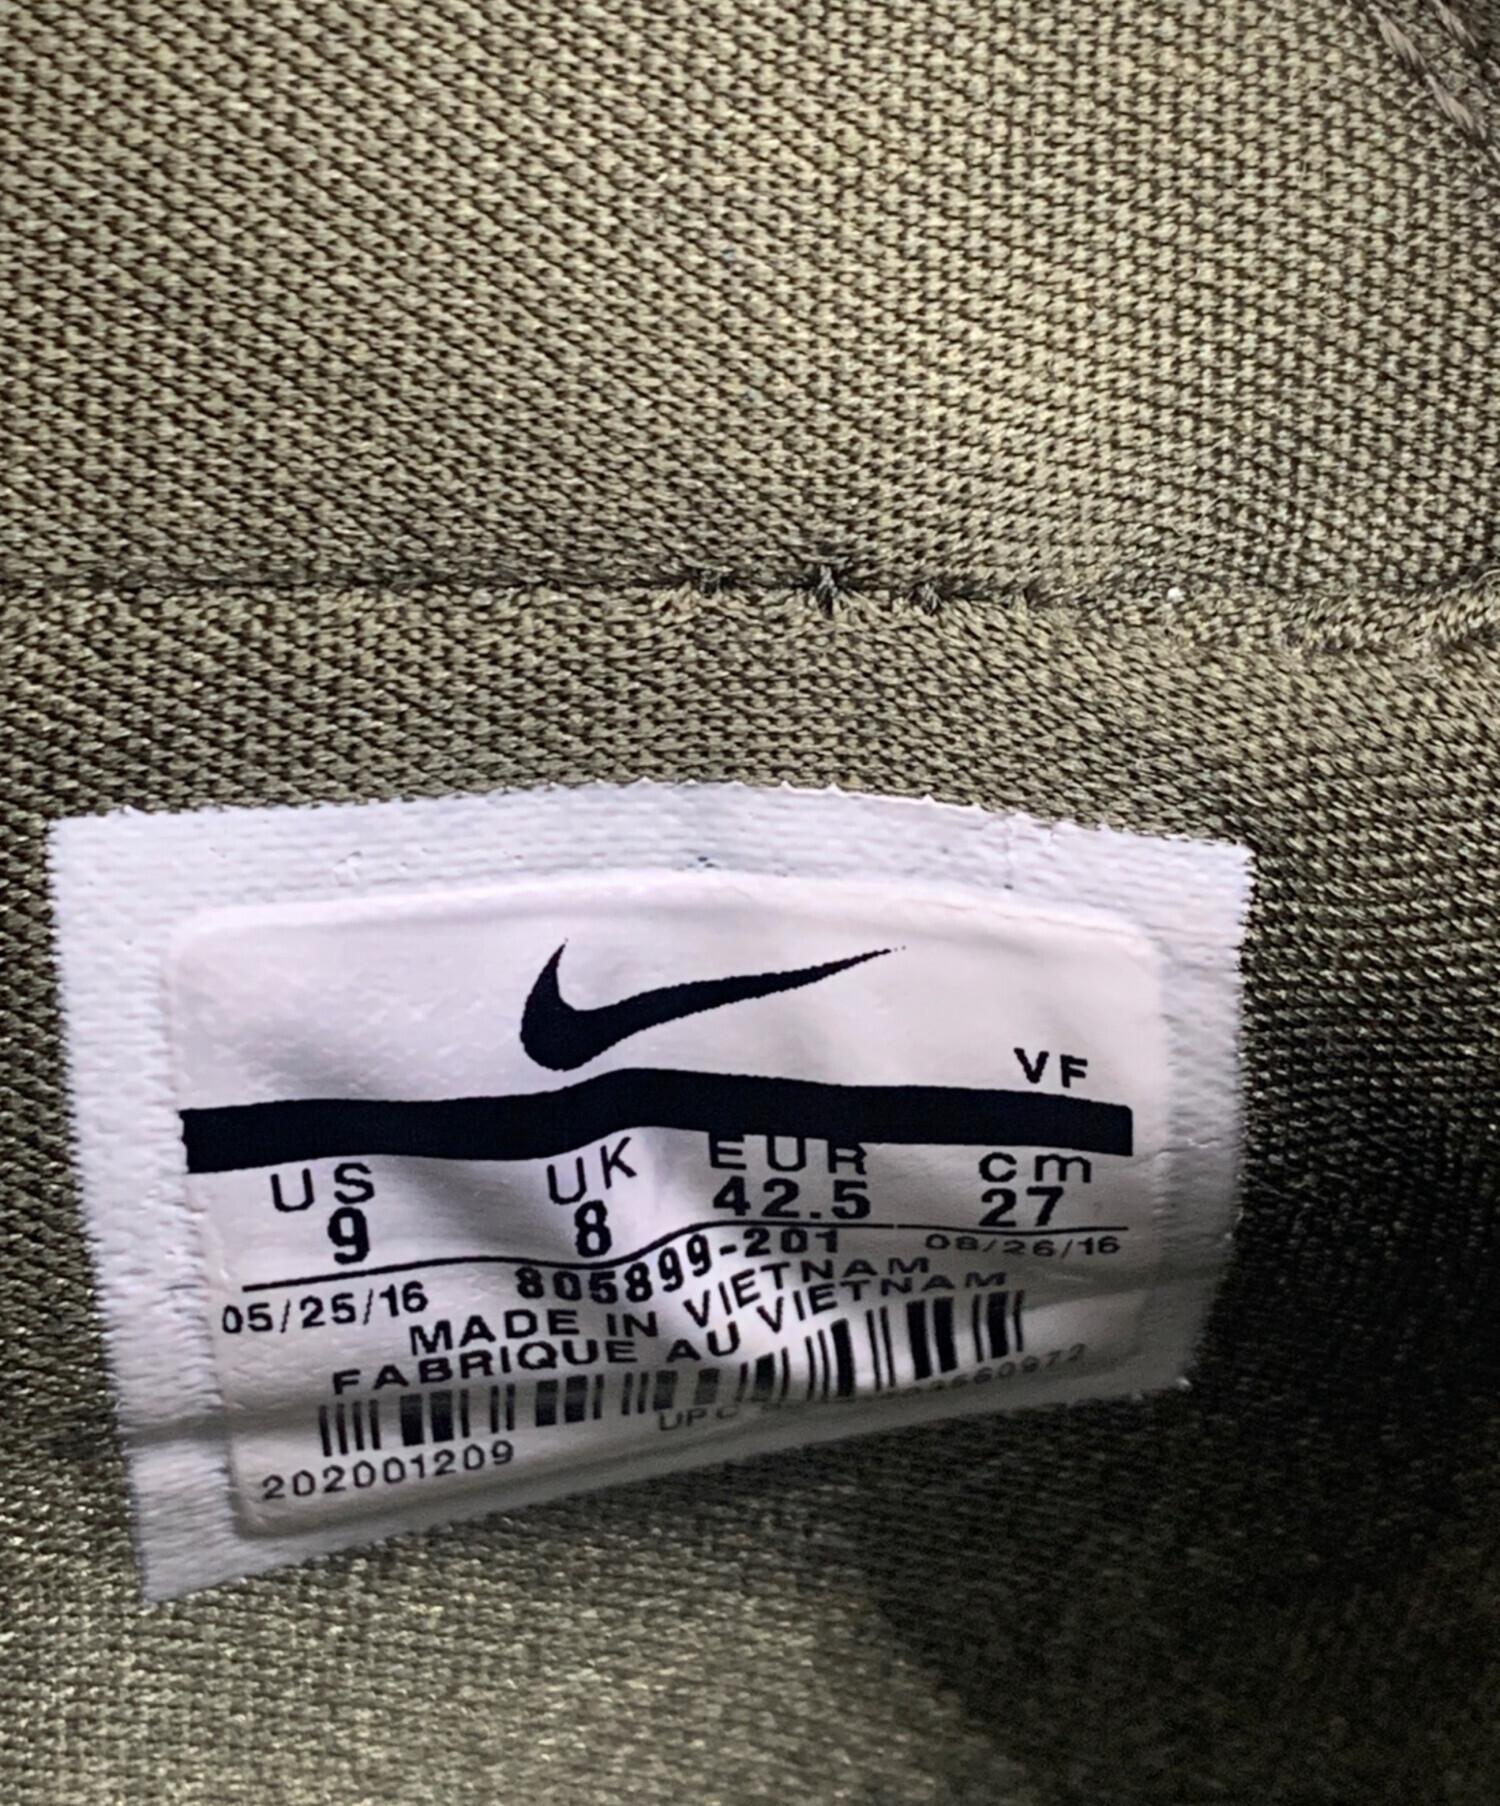 VF
US UK EUR cm
9 8 42.5 27
05/25/16 805899-201 08/26/16
MADE IN VIETNAM
FABRIQUE AU VIETNAM
UPC
202001209